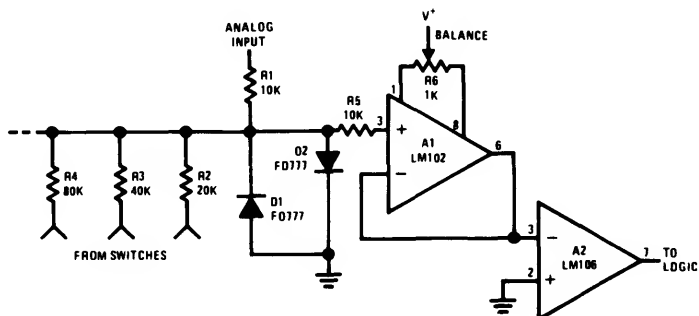 ANALOG
INPUT
V+
BALANCE
R1
10K
R6
1K
1
8
R5
10K
3
+
−
A1
LM102
6
D2
FD777
R4
80K
R3
40K
R2
20K
D1
FD777
FROM SWITCHES
3
−
2
+
A2
LM106
7
TO
LOGIC